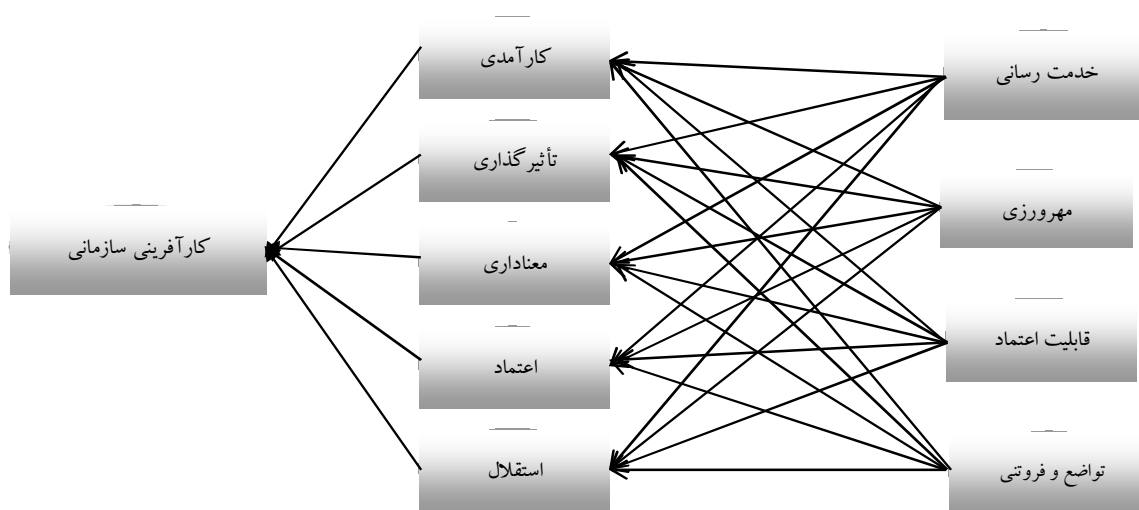 خدمت رسانی
مهرورزی
قابلیت اعتماد
تواضع و فروتنی
کارآمدی
تأثیرگذاری
معناداری
اعتماد
استقلال
کارآفرینی سازمانی